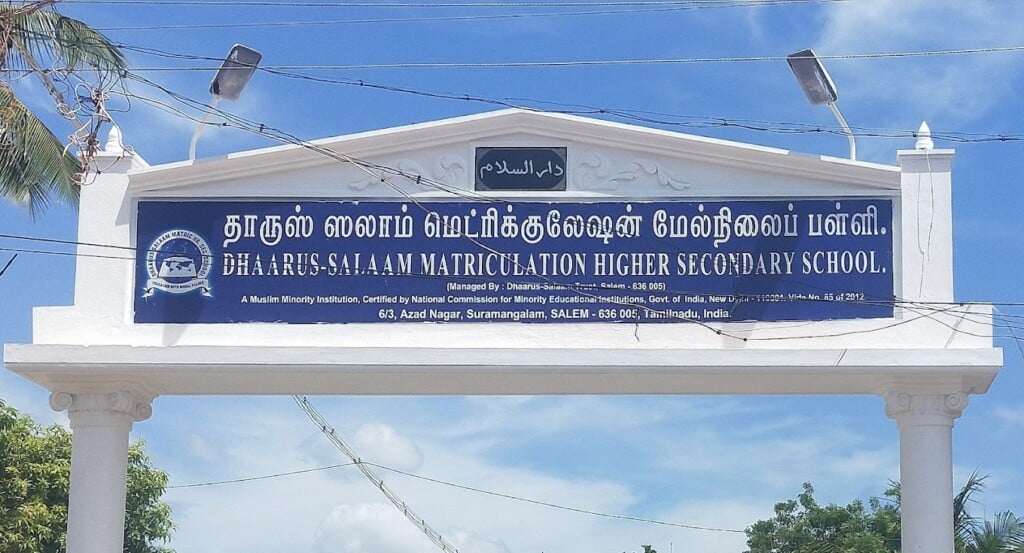 دار السلام
தாருஸ் ஸலாம் மெட்ரிக்குலேஷன் மேல்நிலைப் பள்ளி.
DHAARUS-SALAAM MATRICULATION HIGHER SECONDARY SCHOOL.
(Managed By : Dhaarus-Salaam Trust, Salem - 636 005)
A Muslim Minority Institution, Certified by National Commission for Minority Educational Institutions, Govt. of India, New Delhi - 110001. Vide No. 65 of 2012
6/3, Azad Nagar, Suramangalam, SALEM - 636 005, Tamilnadu, India.